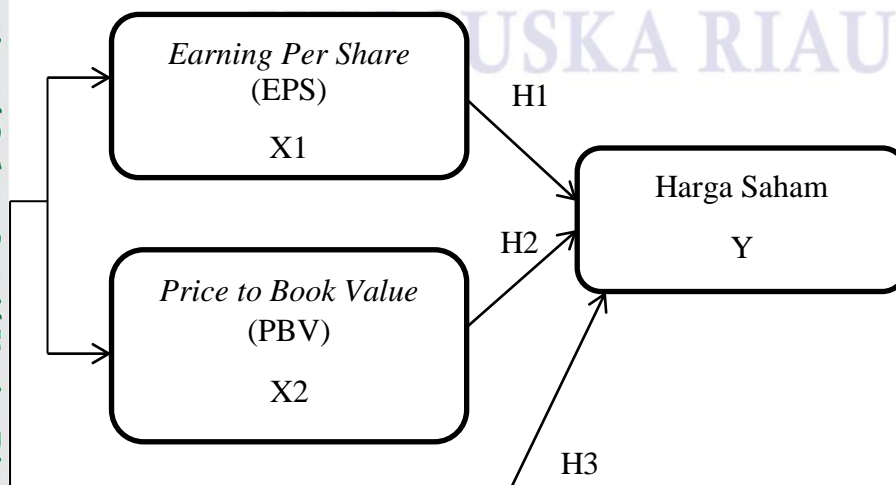 USKA RIAU
Earning Per Share
(EPS)
X1
H1
Harga Saham
Y
H2
Price to Book Value
(PBV)
X2
H3